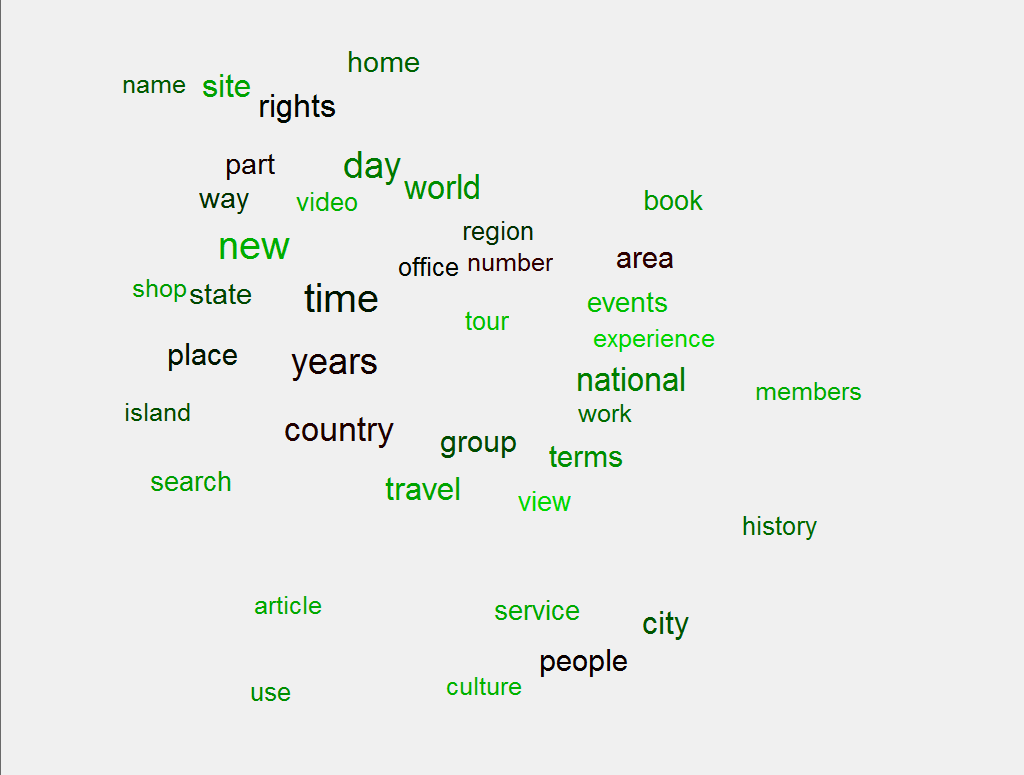 home
name site
rights
part day
world
way video book
region
new
office number area
shop state time events
tour
experience
place years
national
members
island work
country
group
terms
search travel
view
history
article service
city
people
use culture